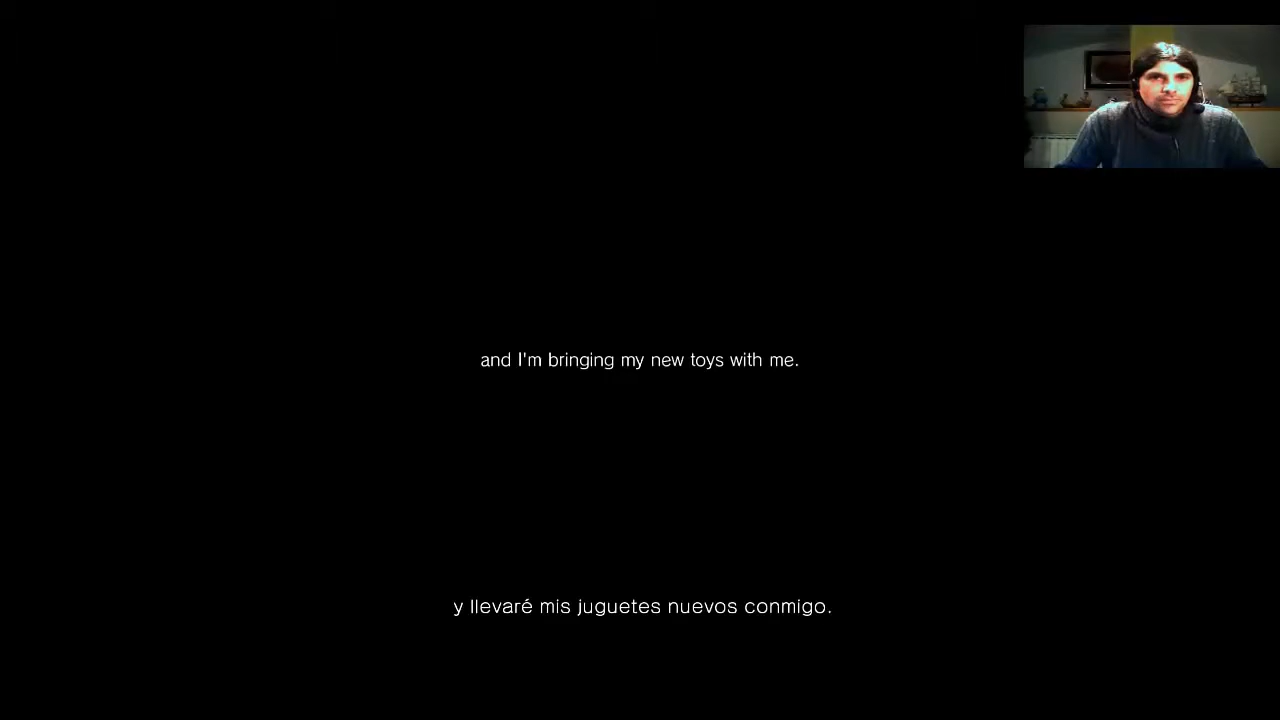 and I'm bringing my new toys with me.
y llevaré mis juguetes nuevos conmigo.